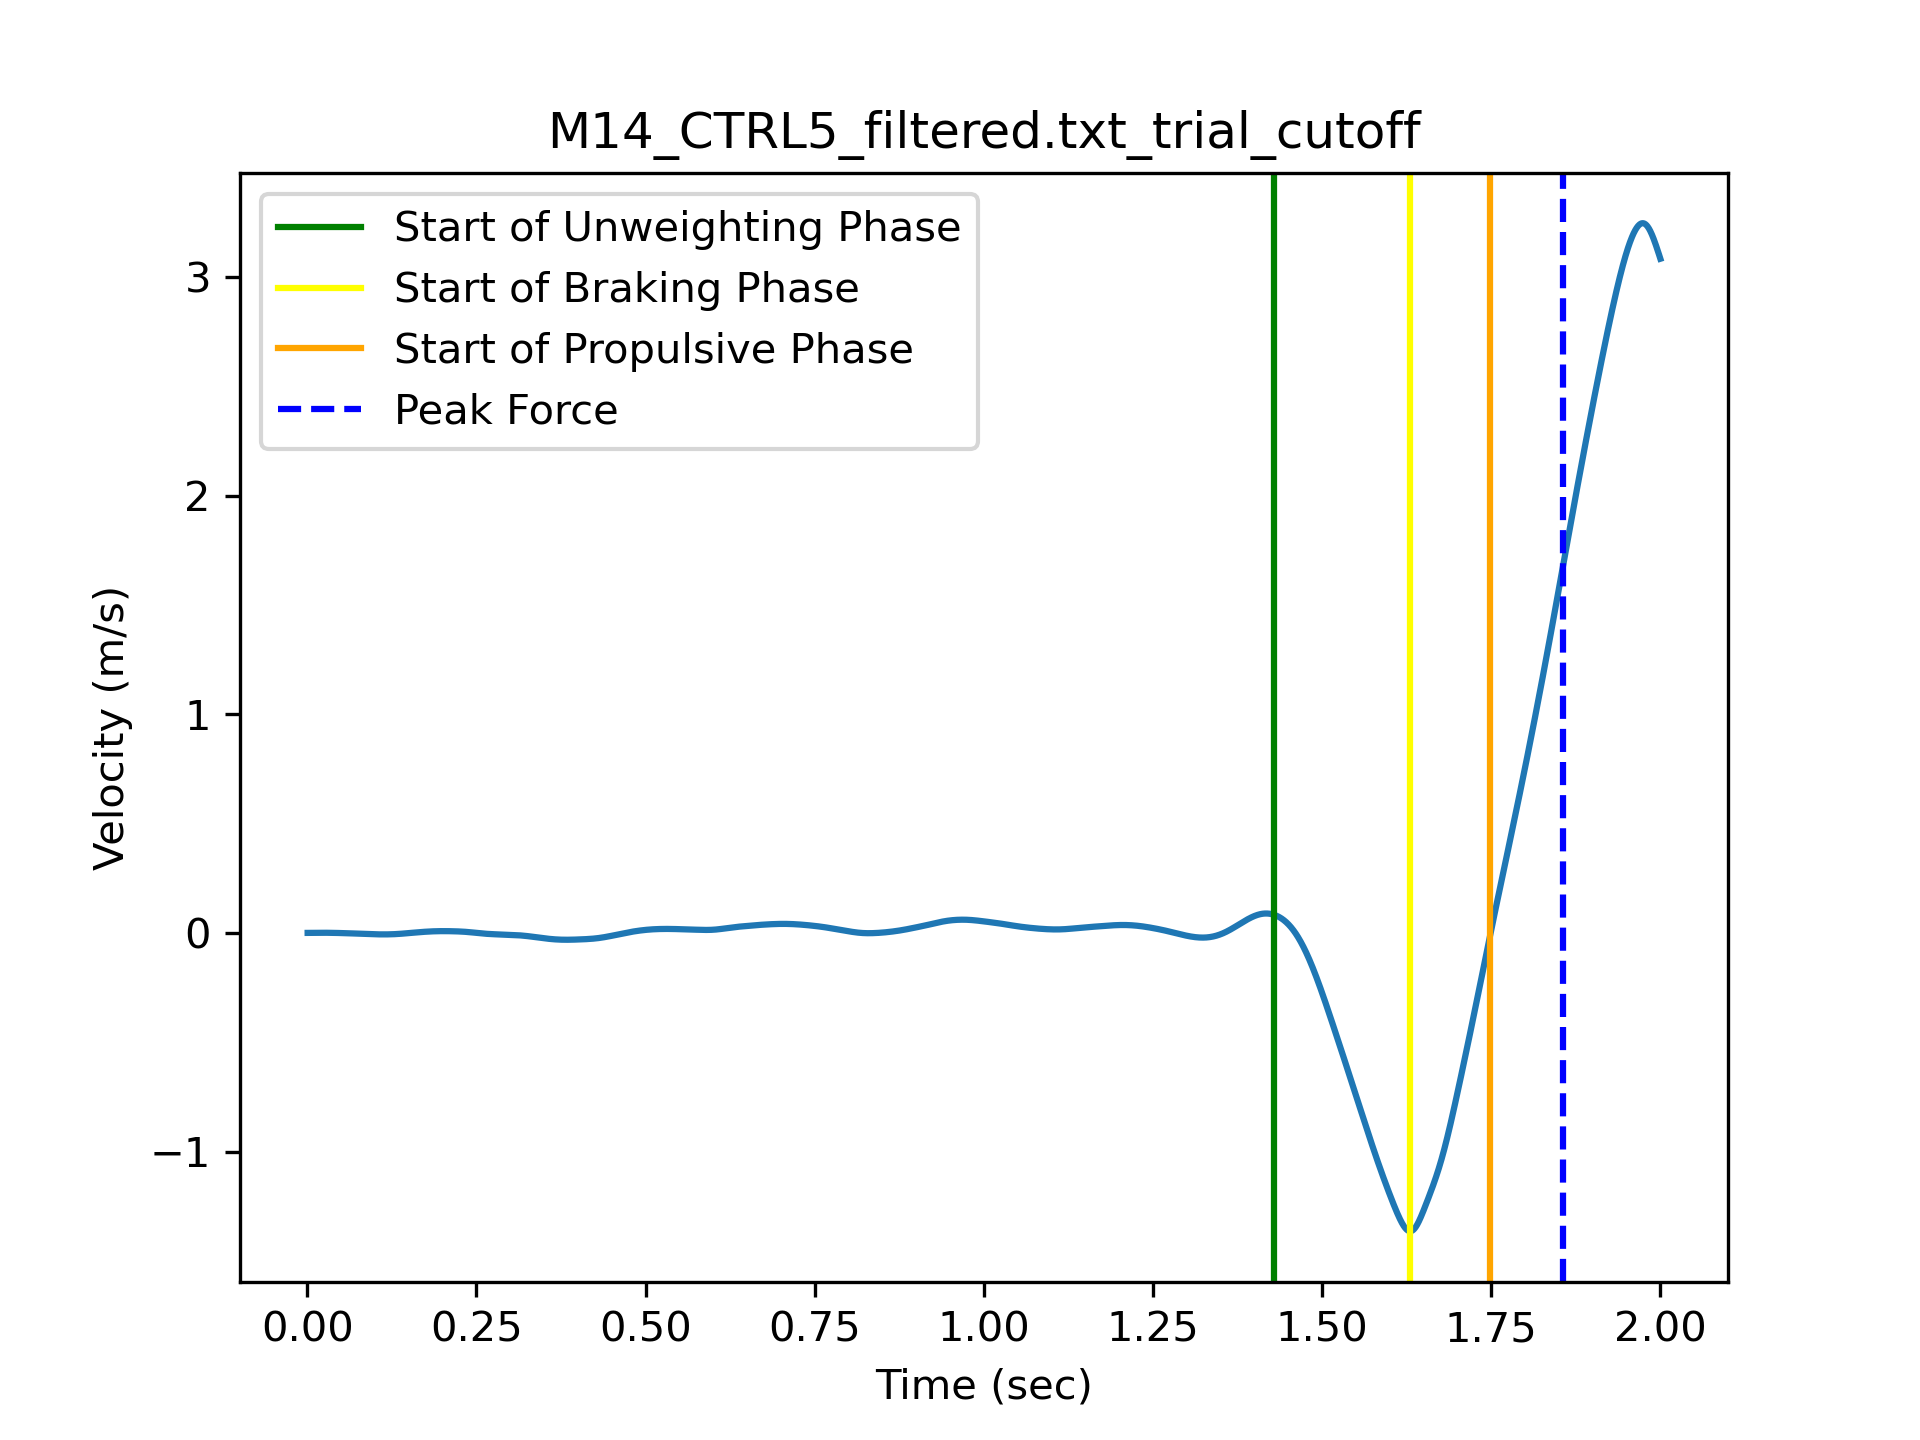 M14_CTRL5_filtered.txt_trial_cutoff
Start of Unweighting Phase
Start of Braking Phase
Start of Propulsive Phase
Peak Force
3
2
1
0
−1
Velocity (m/s)
0.00 0.25 0.50 0.75 1.00 1.25 1.50 1.75 2.00
Time (sec)